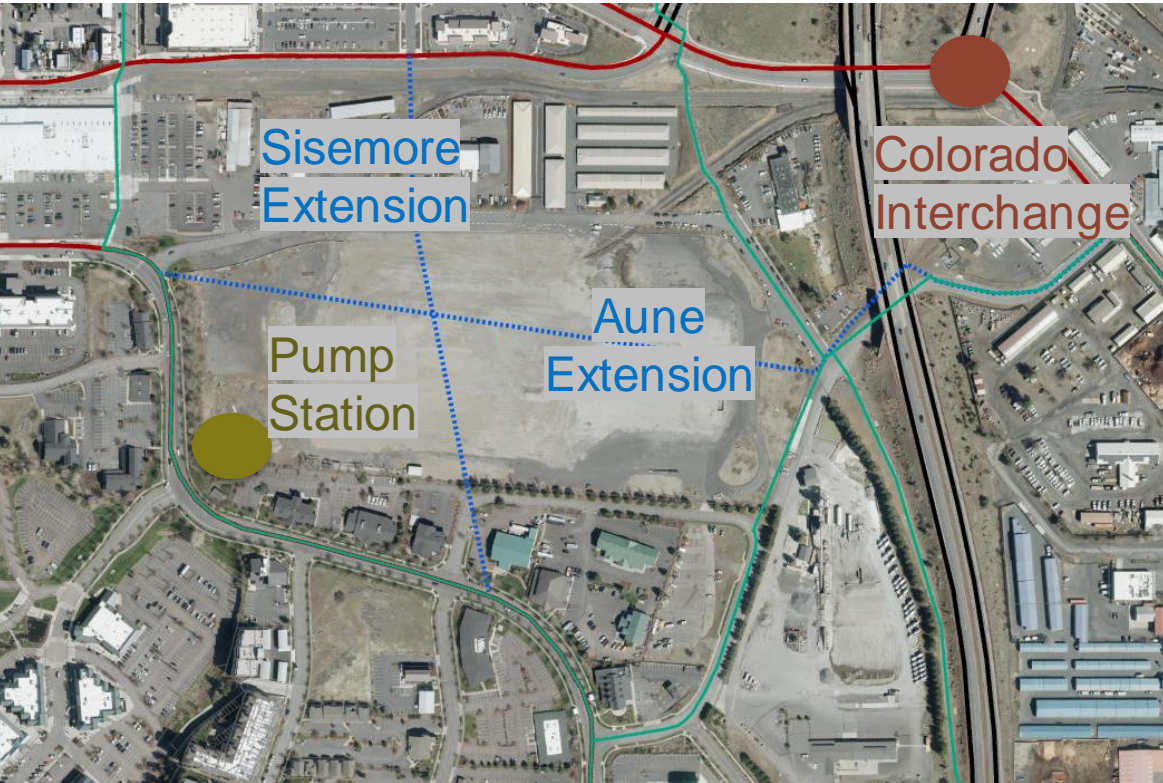 Sisemore
Extension
Colorado
Interchange
Aune
Extension
Pump
Station